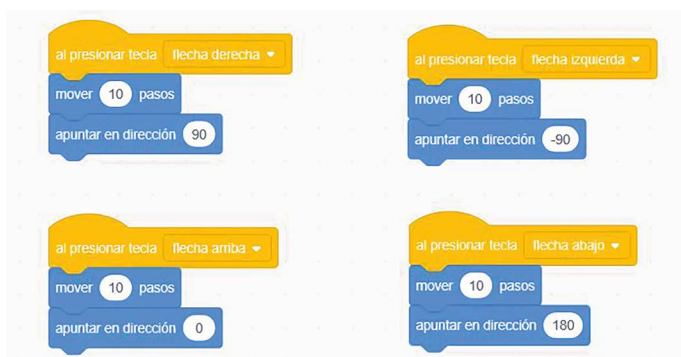 al presionar tecla flecha derecha
mover 10 pasos
apuntar en dirección 90
al presionar tecla flecha izquierda
mover 10 pasos
apuntar en dirección -90
al presionar tecla flecha arriba
mover 10 pasos
apuntar en dirección 0
al presionar tecla flecha abajo
mover 10 pasos
apuntar en dirección 180